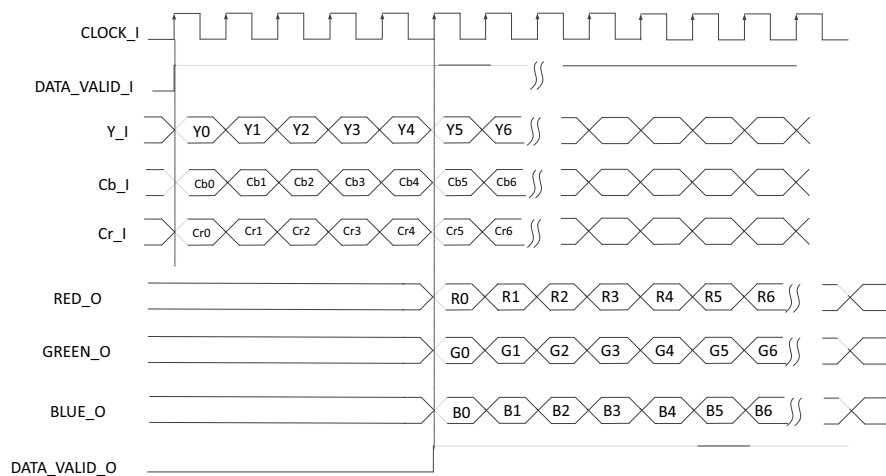 CLOCK_I
DATA_VALID_I
Y_I Y0 Y1 Y2 Y3 Y4 Y5 Y6
Cb_I Cb0 Cb1 Cb2 Cb3 Cb4 Cb5 Cb6
Cr_I Cr0 Cr1 Cr2 Cr3 Cr4 Cr5 Cr6
RED_O R0 R1 R2 R3 R4 R5 R6
GREEN_O G0 G1 G2 G3 G4 G5 G6
BLUE_O B0 B1 B2 B3 B4 B5 B6
DATA_VALID_O